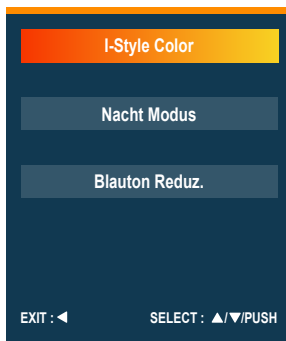 I-Style Color
Nacht Modus
Blauton Reduz.
EXIT : ◀ SELECT : ▲/▼/PUSH